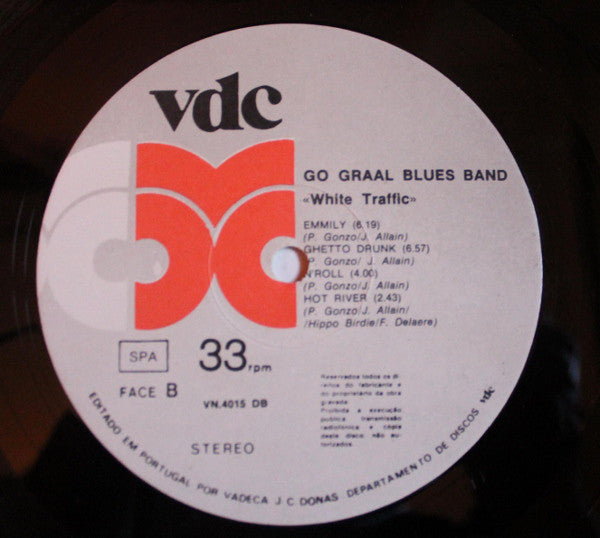 vdc
GO GRAAL BLUES BAND
«White Traffic»
EMMILY (6.19)
(P. Gonzo/J. Allain)
GHETTO DRUNK (6.57)
(P. Gonzo/ J. Allain)
N'ROLL (4.00)
(P. Gonzo/J. Allain)
HOT RIVER (2.43)
(P. Gonzo/J. Allain/
/Hippo Birdie/F. Delaere)
SPA
33 rpm
FACE B
VN.4015 DB
STEREO
Reservados todos os di-
reitos do fabricante e
do proprietário da obra
gravada
Proibida a execução
pública transmissão
radiofónica e cópia
deste disco não au-
torizados.
EDITADO EM PORTUGAL POR VADECA J. C. DONAS DEPARTAMENTO DE DISCOS vdc